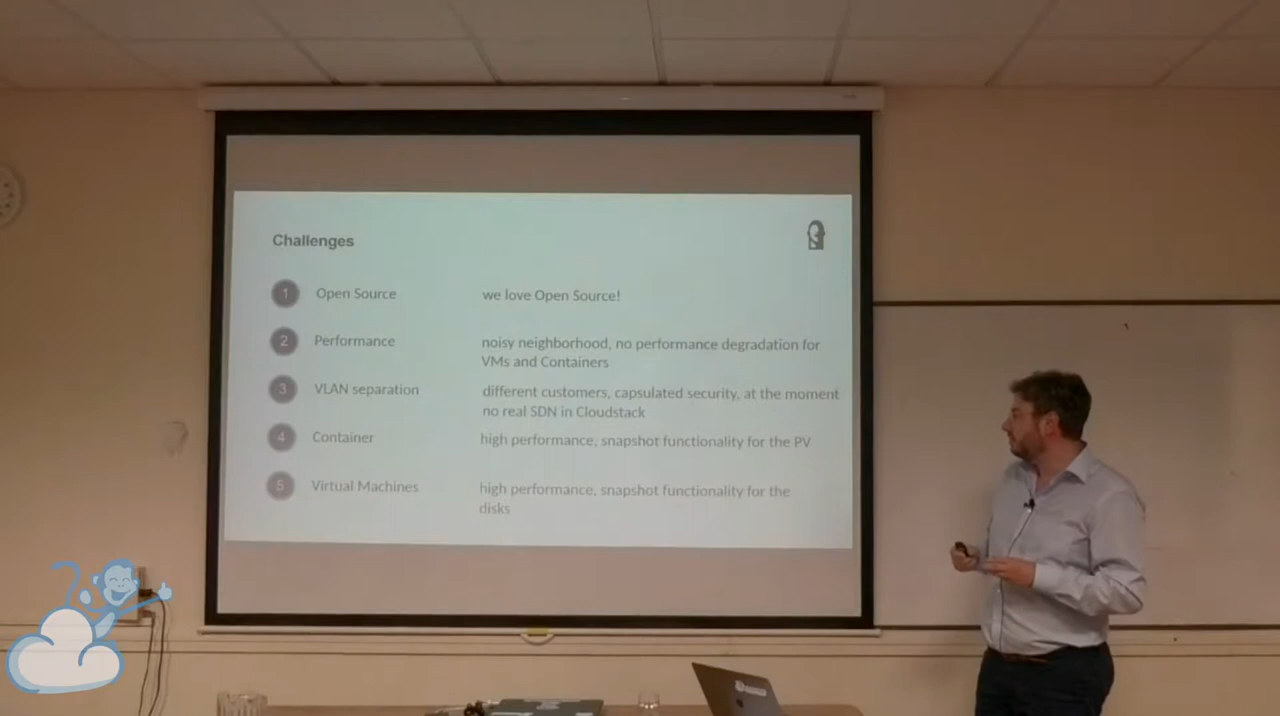 Challenges
1 Open Source we love Open Source!
2 Performance noisy neighborhood, no performance degradation for
VMs and Containers
3 VLAN separation different customers, capsulated security, at the moment
no real SDN in Cloudstack
4 Container high performance, snapshot functionality for the PV
5 Virtual Machines high performance, snapshot functionality for the
disks